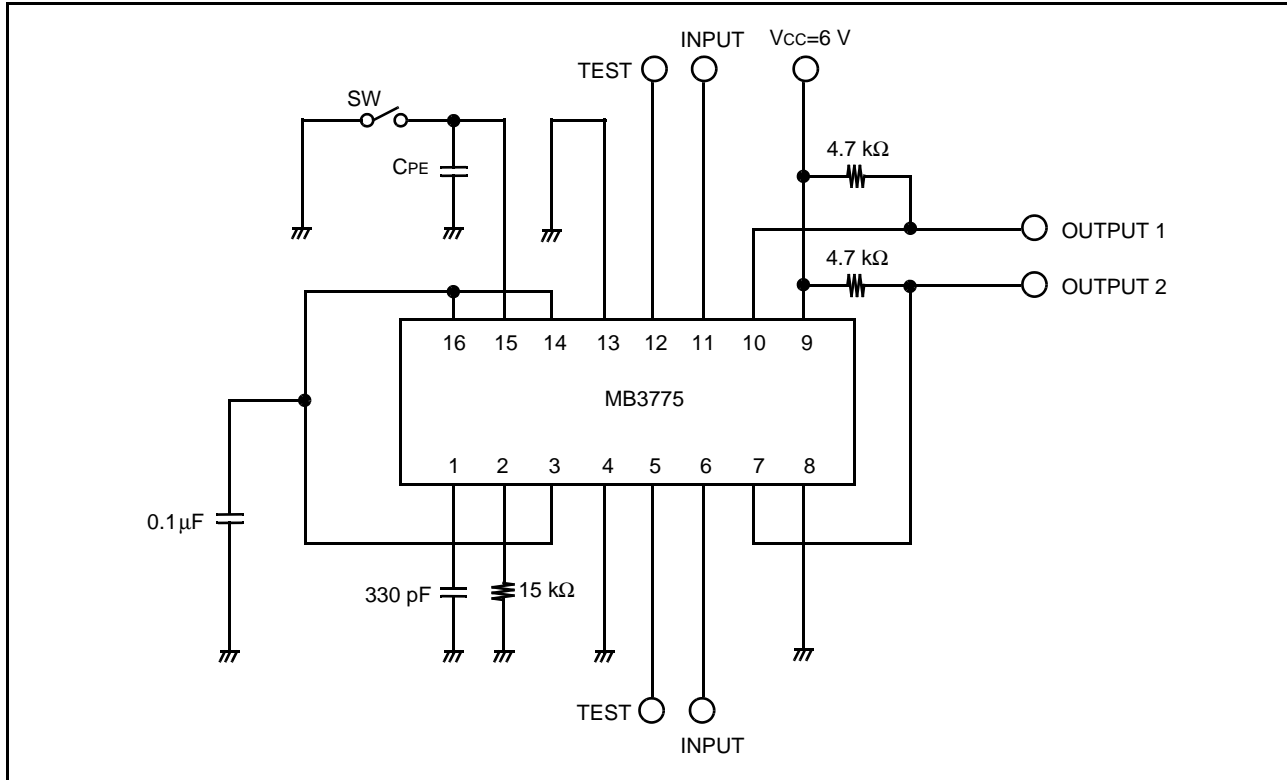 INPUT VCC=6 V
TEST
SW
4.7 kΩ
CPE
OUTPUT 1
4.7 kΩ
OUTPUT 2
16 15 14 13 12 11 10 9
MB3775
1 2 3 4 5 6 7 8
0.1µF
330 pF 15 kΩ
TEST
INPUT